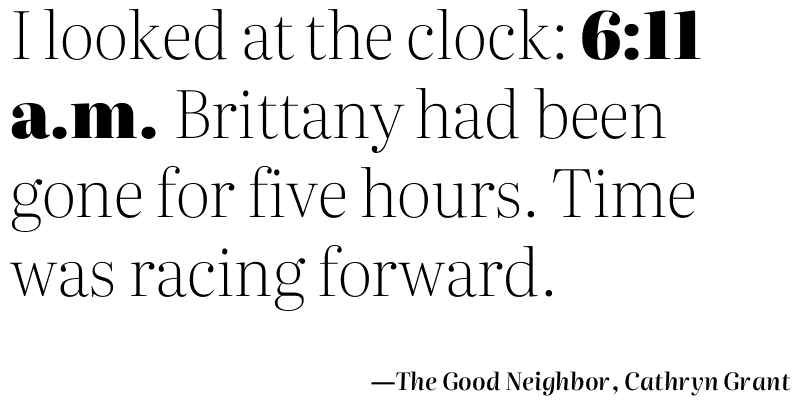 I looked at the clock: 6:11
a.m. Brittany had been
gone for five hours. Time
was racing forward.
—The Good Neighbor, Cathryn Grant